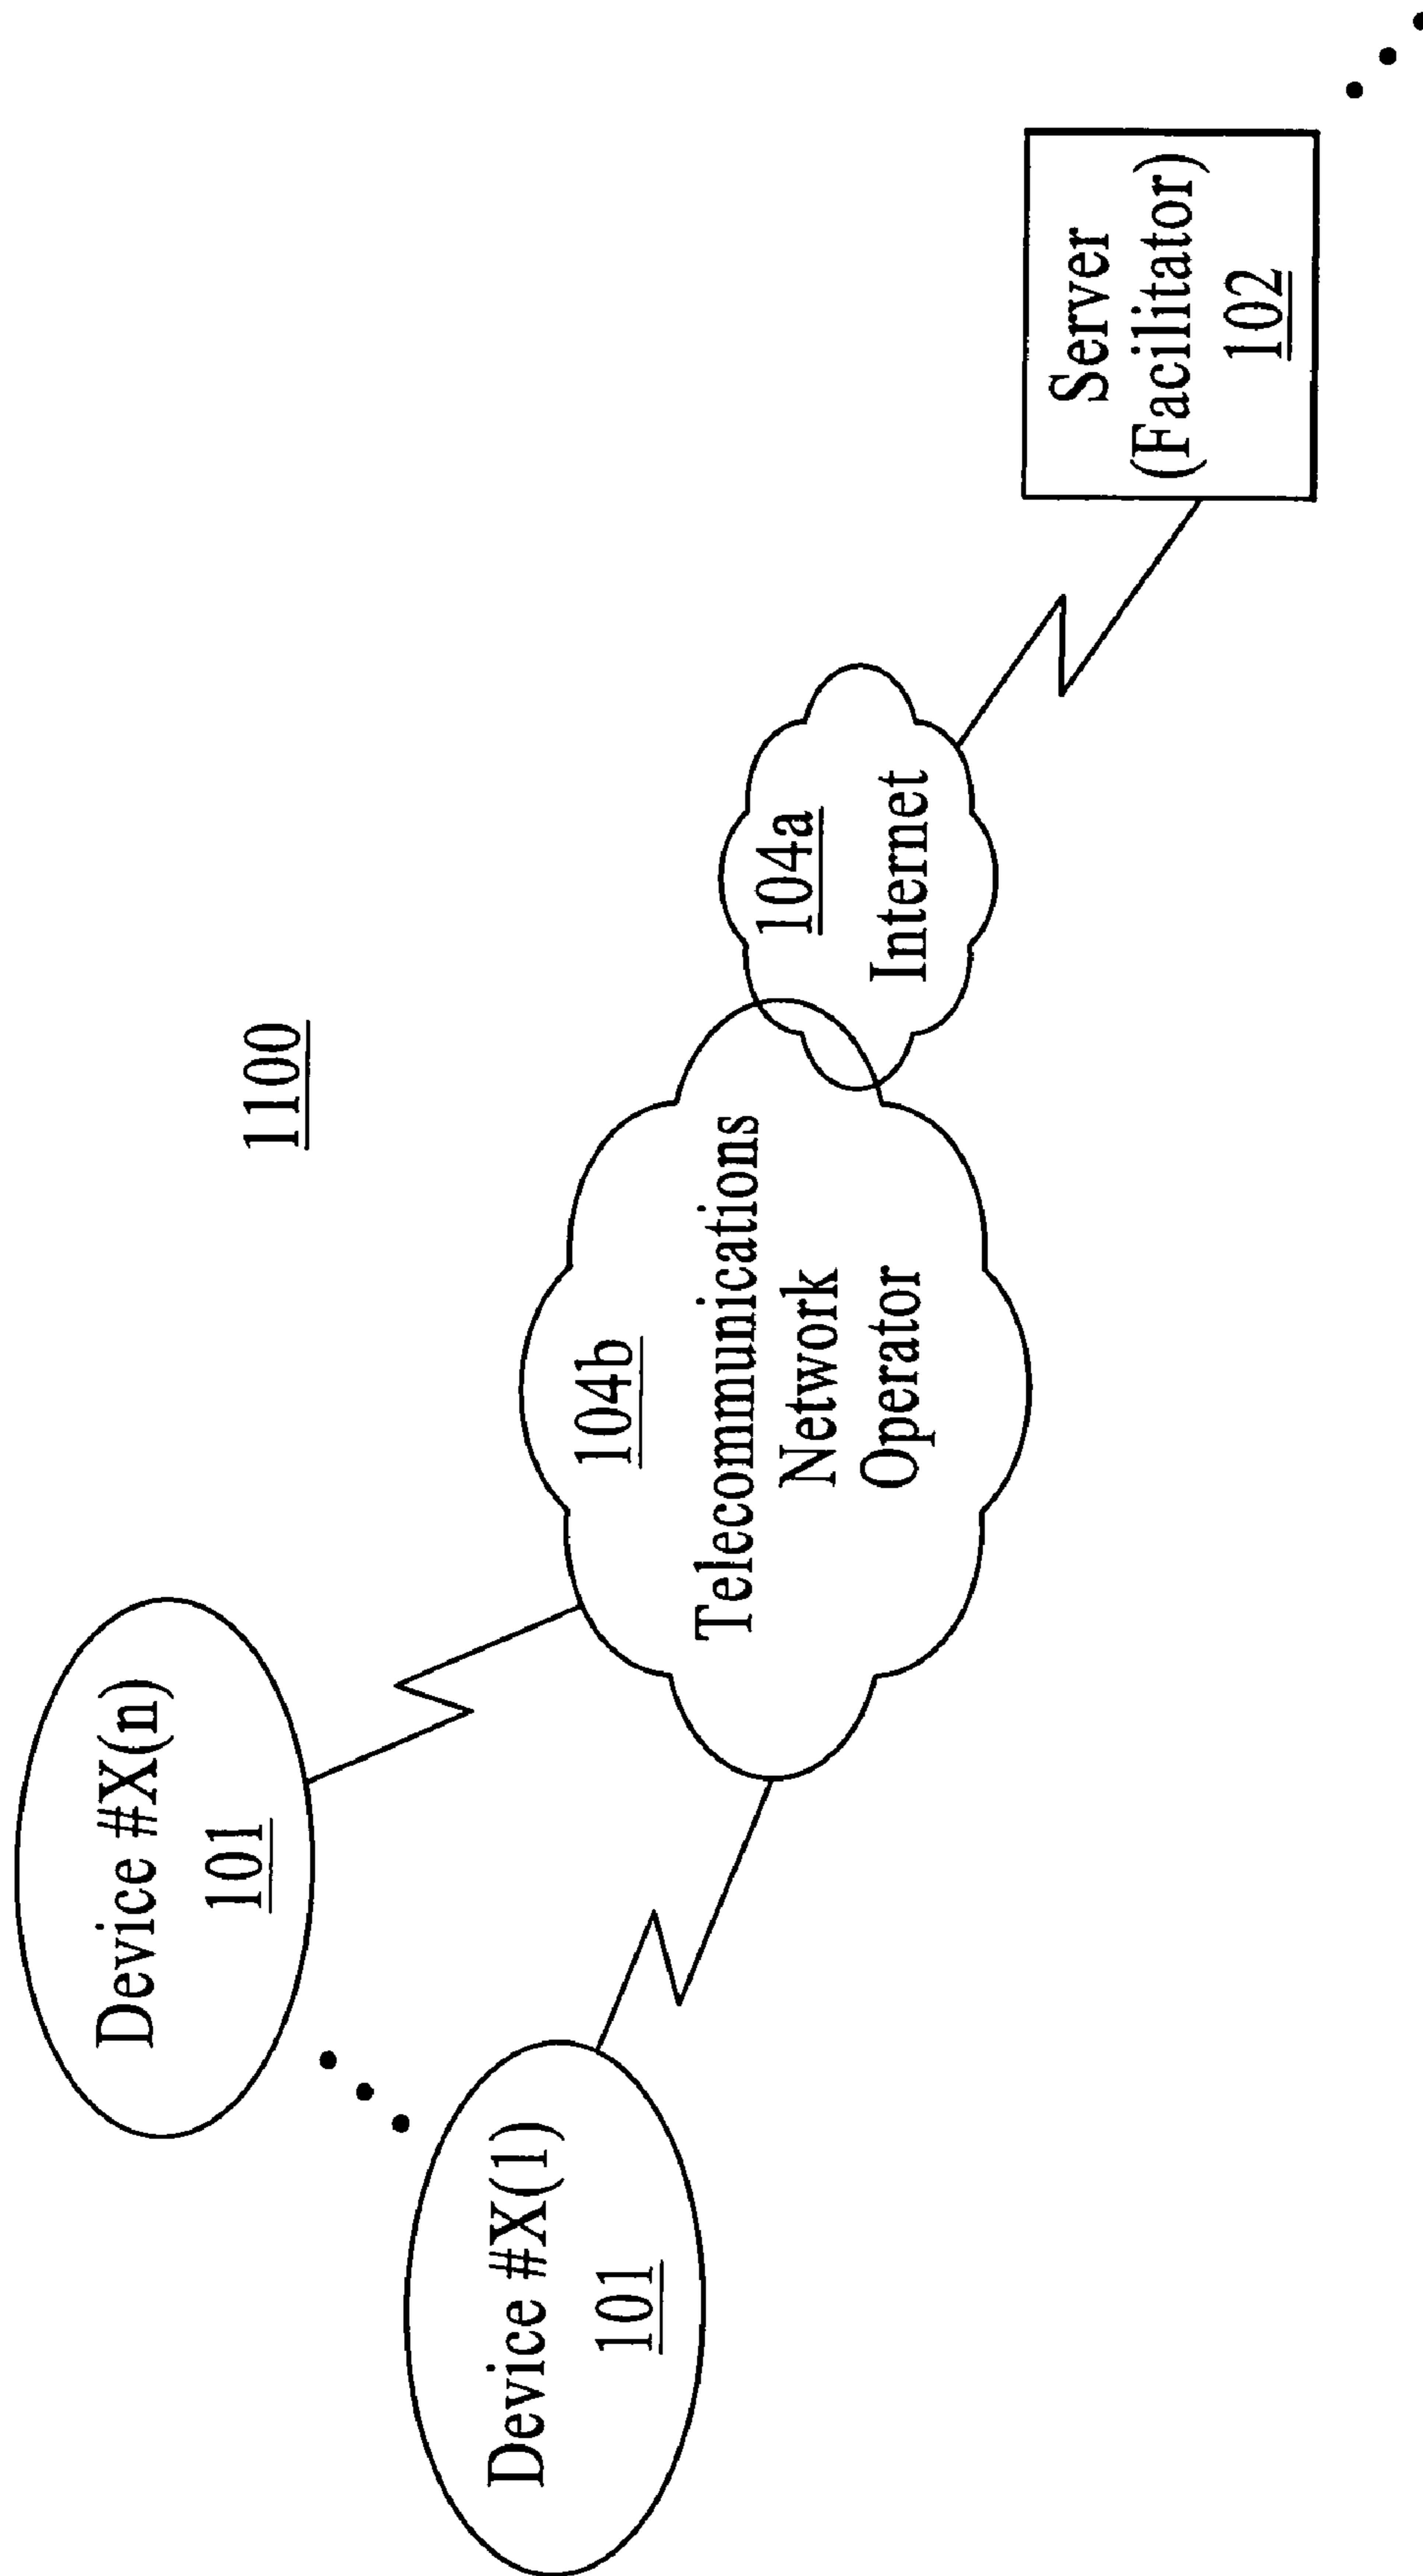 1100
Device #X(n)
101
Device #X(1)
101
104b
Telecommunications
Network
Operator
104a
Internet
Server
(Facilitator)
102